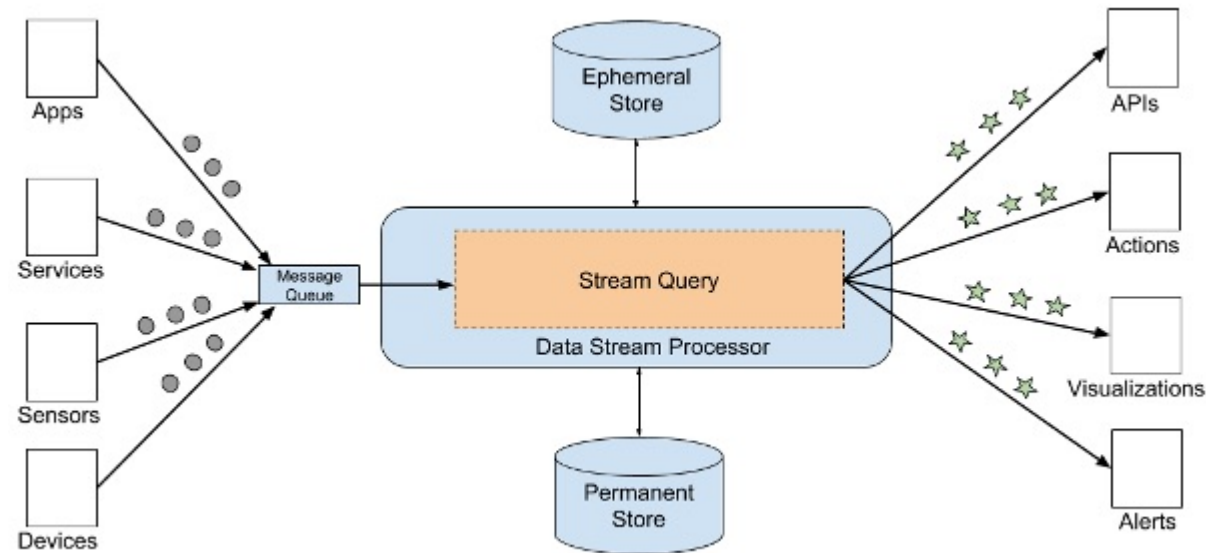 Apps
Services
Sensors
Devices
Message
Queue
Ephemeral
Store
Stream Query
Data Stream Processor
Permanent
Store
APIs
Actions
Visualizations
Alerts